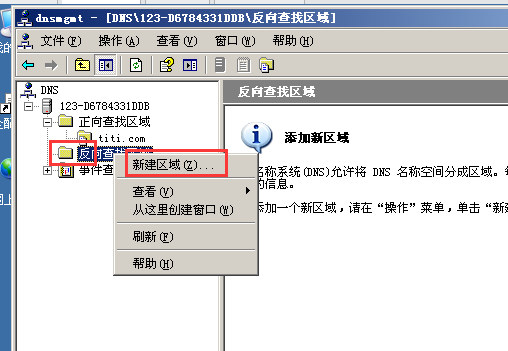 dnsmgmt - [DNS\123-D6784331DDB\反向查找区域]
文件(F) 操作(A) 查看(V) 窗口(W) 帮助(H)
DNS
123-D6784331DDB
正向查找区域
titi.com
反向查
事件查
新建区域(Z)...
查看(V)
从这里创建窗口(W)
刷新(F)
帮助(H)
反向查找区域
添加新区域
名称系统(DNS)允许将 DNS 名称空间分成区域。
的信息。
添加一个新区域，请在“操作”菜单，单击“新建